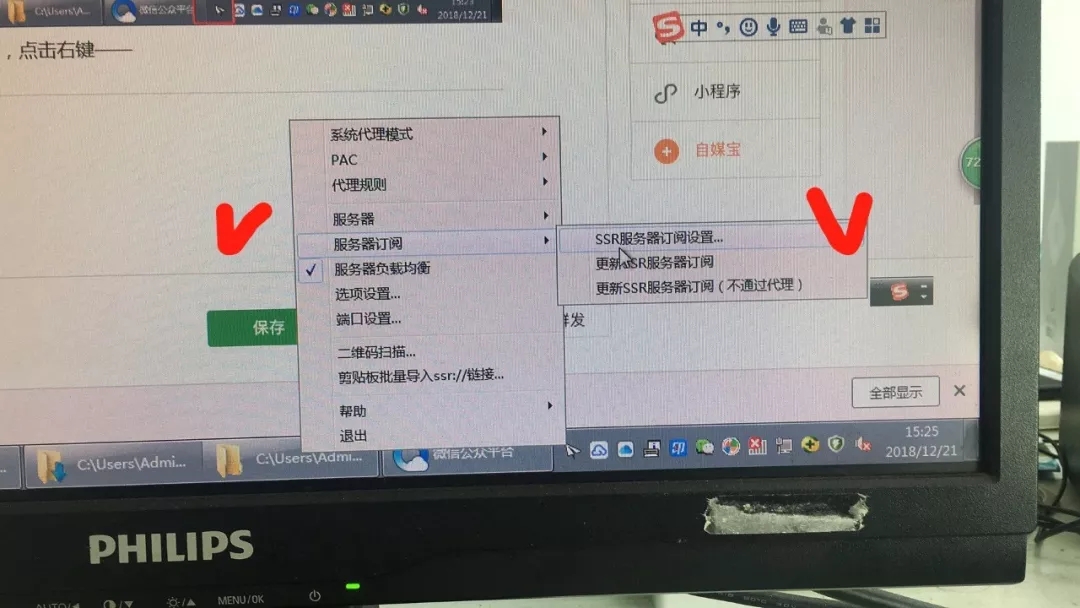 C:\Users\A...
微信公众平台
15:23
2018/12/21
，点击右键——
中
小程序
自媒宝
72
系统代理模式
PAC
代理规则
服务器
服务器订阅
服务器负载均衡
选项设置...
端口设置...
二维码扫描...
剪贴板批量导入ssr://链接...
帮助
退出
SSR服务器订阅设置...
更新SSR服务器订阅
更新SSR服务器订阅（不通过代理）
保存
群发
全部显示
C:\Users\Admi...
C:\Users\Admi...
微信公众平台
15:25
2018/12/21
PHILIPS
AUTO/
MENU/OK